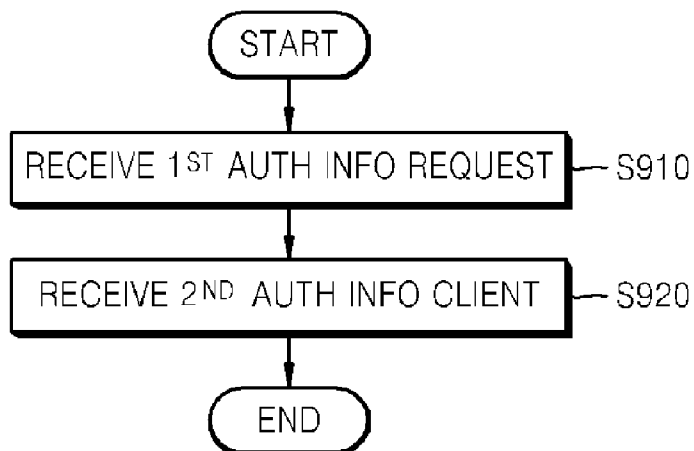 START
RECEIVE 1ST AUTH INFO REQUEST
S910
RECEIVE 2ND AUTH INFO CLIENT
S920
END